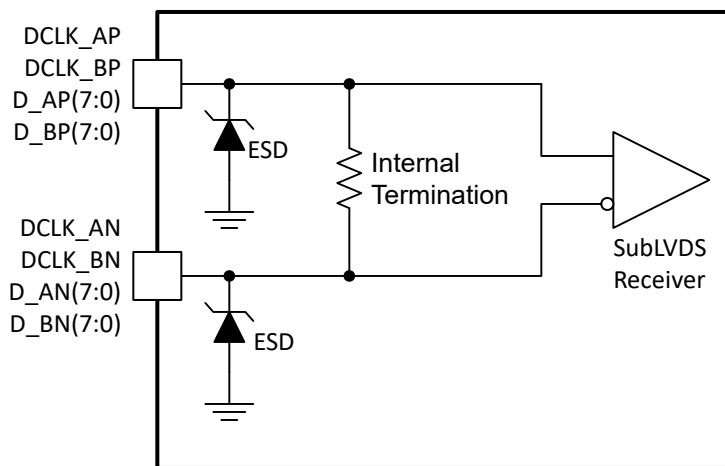 DCLK_AP
DCLK_BP
D_AP(7:0)
D_BP(7:0)
ESD
Internal
Termination
DCLK_AN
DCLK_BN
D_AN(7:0)
D_BN(7:0)
ESD
SubLVDS
Receiver